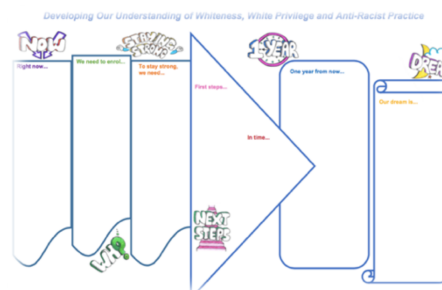 Developing Our Understanding of Whiteness, White Privilege and Anti-Racist Practice
NOW
Right now...
We need to enrol...
WHO?
STAYING
STRONG
To stay strong,
we need...
First steps...
In time...
NEXT
STEPS
1 YEAR
One year from now...
DREAM
Our dream is...